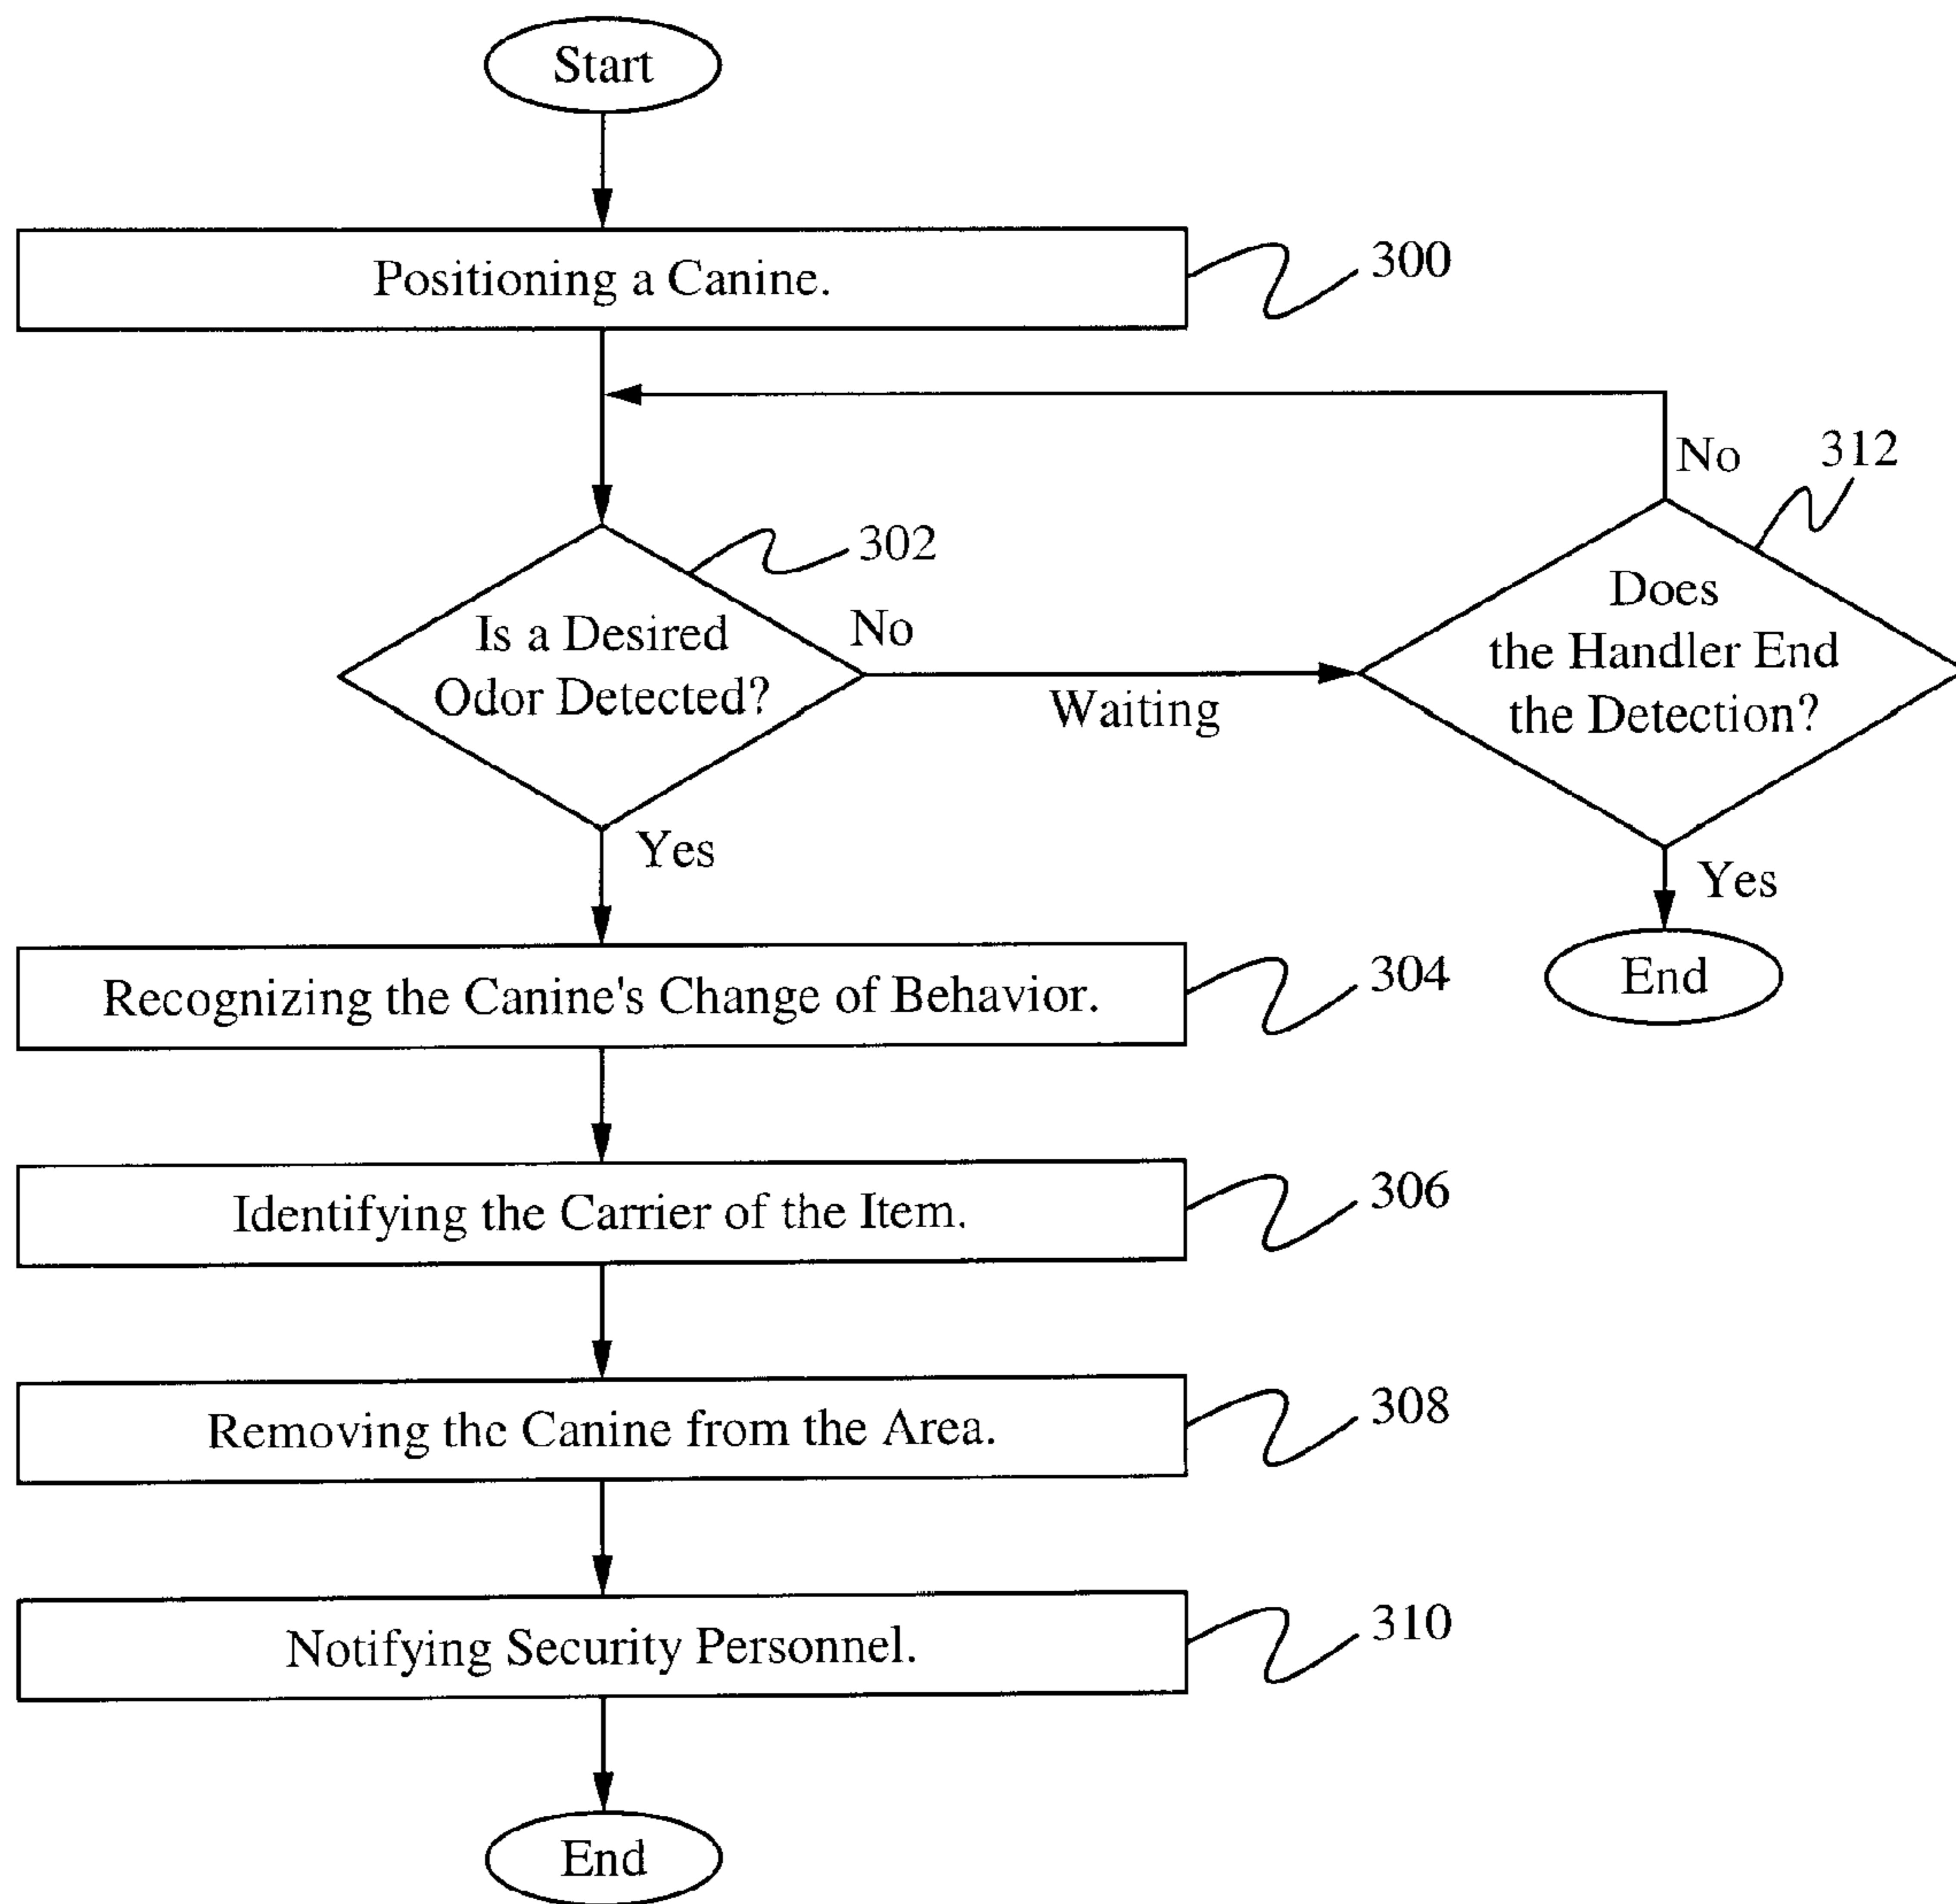 Start
Positioning a Canine.
300
No
312
302
Is a Desired
Odor Detected?
No
Waiting
Does
the Handler End
the Detection?
Yes
Yes
End
Recognizing the Canine's Change of Behavior.
304
Identifying the Carrier of the Item.
306
Removing the Canine from the Area.
308
Notifying Security Personnel.
310
End